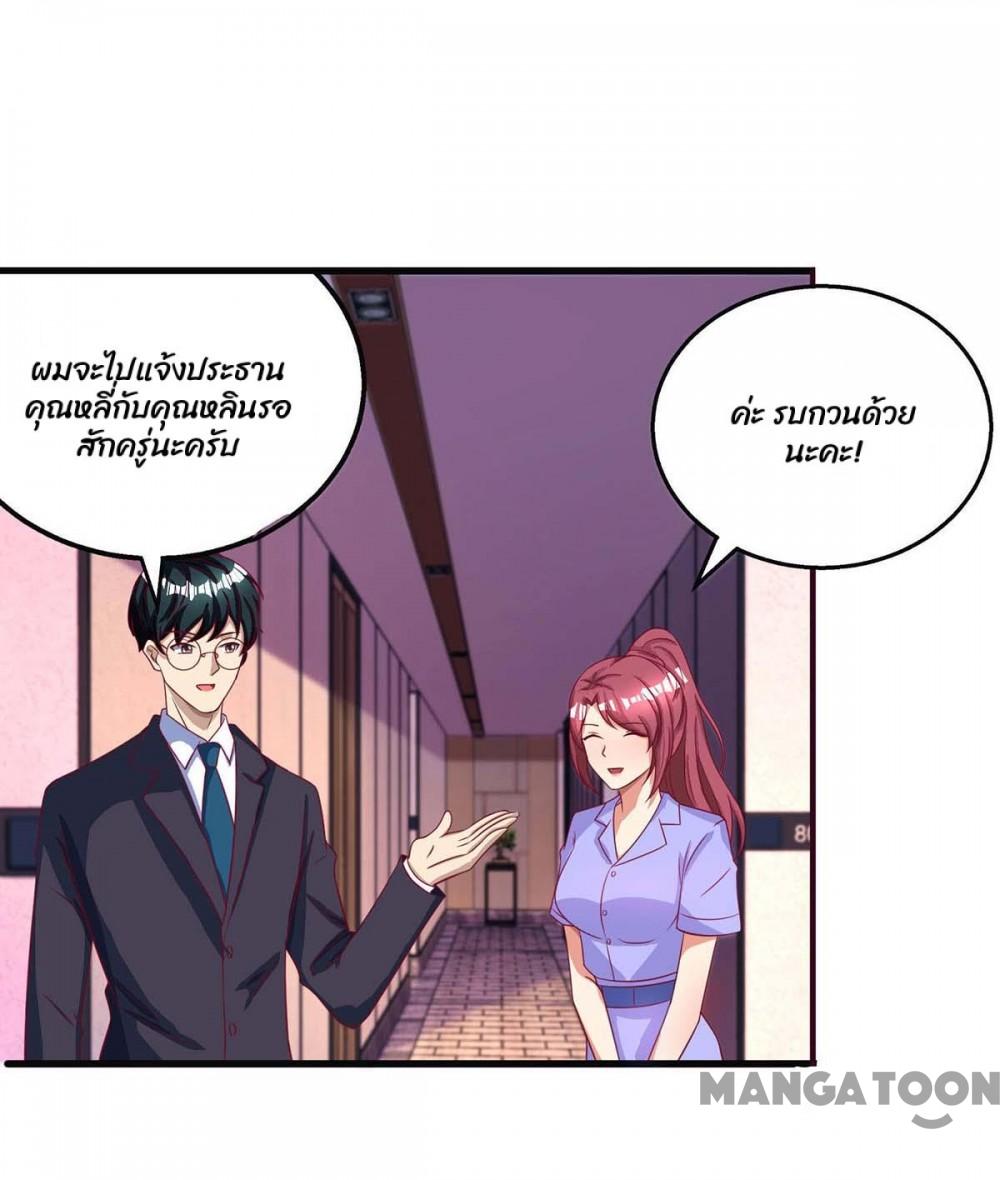 ผมจะไปแจ้งประธาน
คุณหลี่กับคุณหลินรอ
สักครู่นะครับ
ค่ะ รบกวนด้วย
นะคะ!
80
MANGATOON